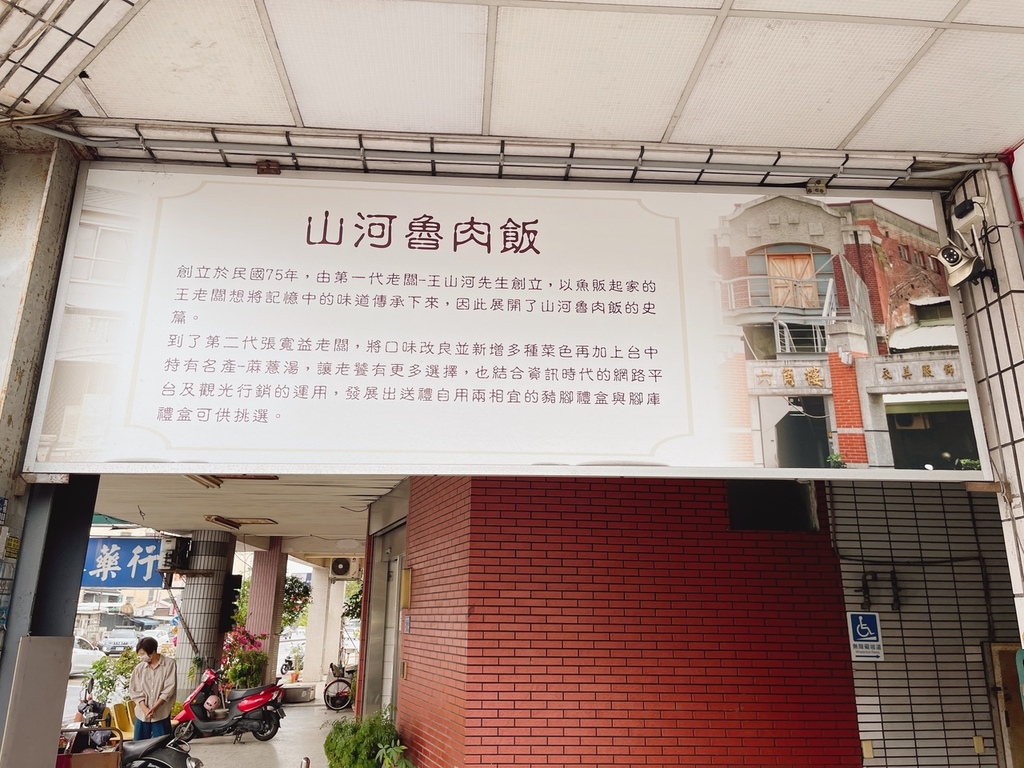 山河魯肉飯
創立於民國75年，由第一代老闆-王山河先生創立，以魚販起家的
王老闆想將記憶中的味道傳承下來，因此展開了山河魯肉飯的史
篇。
到了第二代張寬益老闆，將口味改良並新增多種菜色再加上台中
特有名產-蔴薏湯，讓老饕有更多選擇，也結合資訊時代的網路平
台及觀光行銷的運用，發展出送禮自用兩相宜的豬腳禮盒與腳庫
禮盒可供挑選。
六角樓
永美服飾
藥行